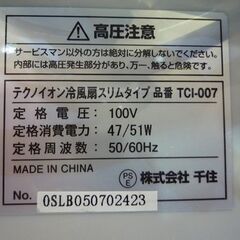 高圧注意
サービスマン以外の方は絶対に分解しないでください。
内部には高圧発生部分があり、万一、触ると危険です。
テクノイオン冷風扇スリムタイプ 品番 TCI-007
定格電圧: 100V
定格消費電力: 47/51W
定格周波数: 50/60Hz
MADE IN CHINA
PSE 株式会社 千住
No. 0SLB050702423